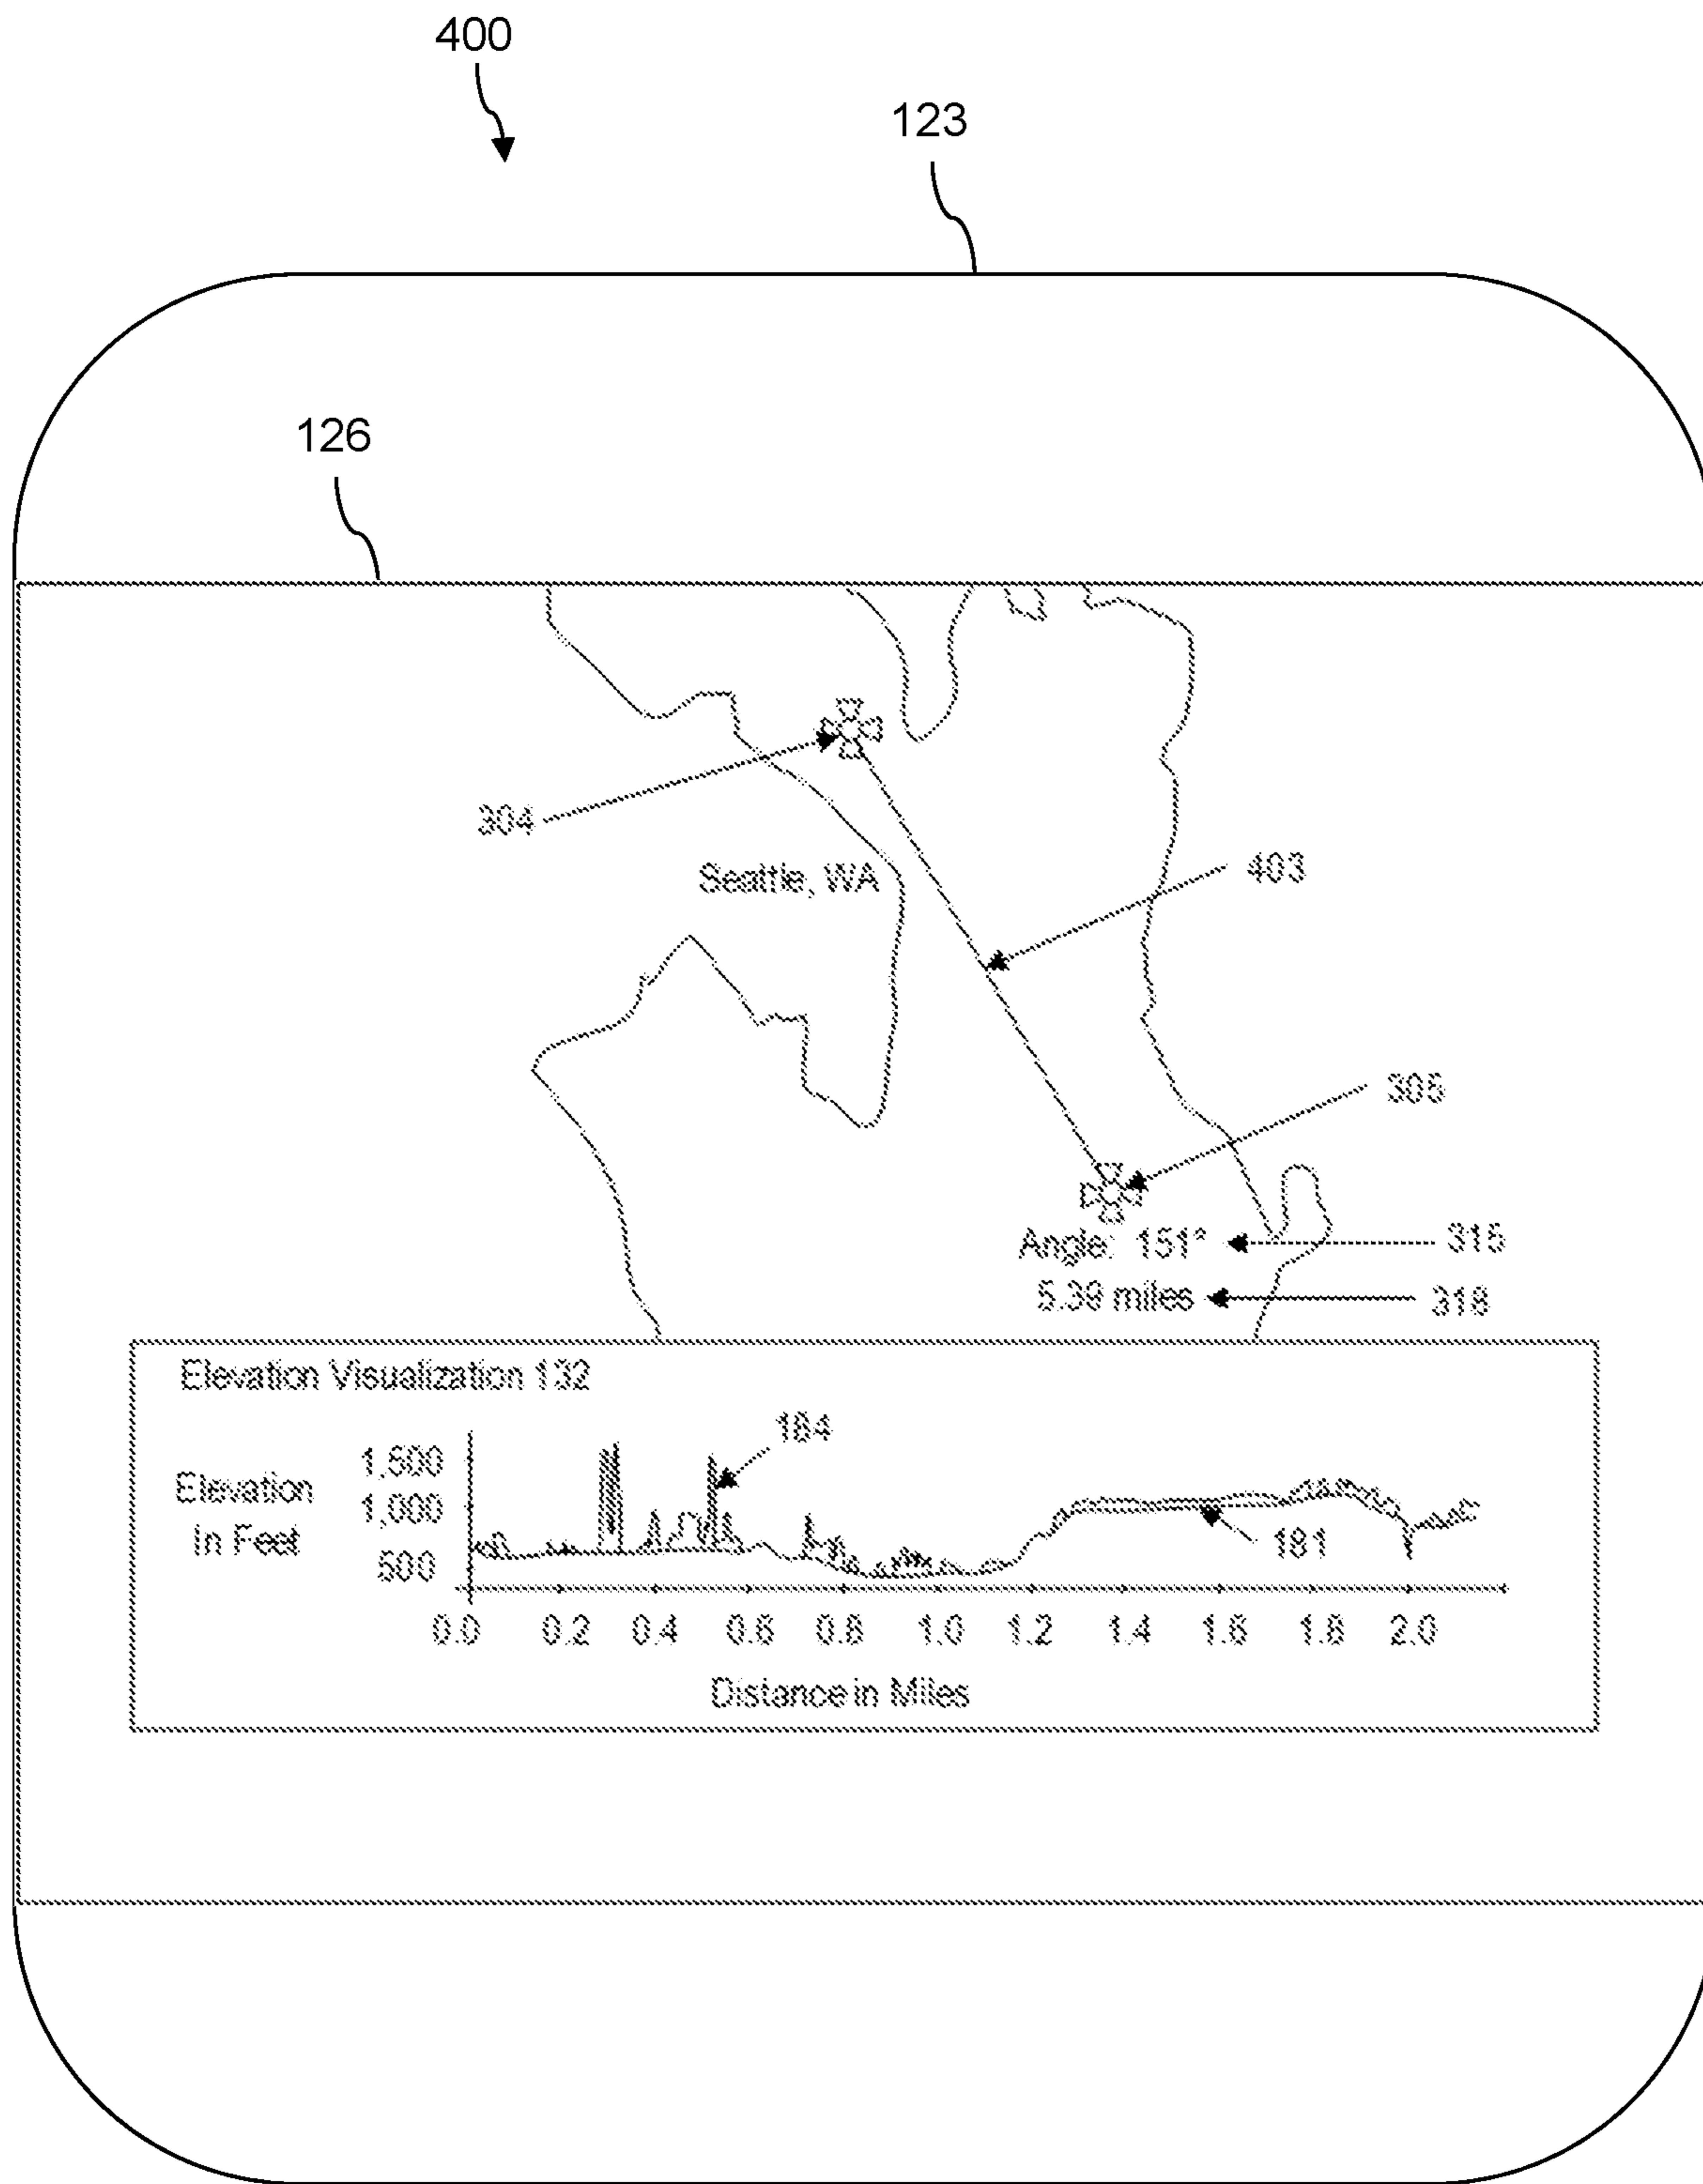 400
123
126
304
Seattle, WA
403
305
Angle: 151°
315
5.39 miles
318
Elevation Visualization 132
184
Elevation
In Feet
1,500
1,000
500
181
0.0 0.2 0.4 0.6 0.8 1.0 1.2 1.4 1.6 1.8 2.0
Distance in Miles